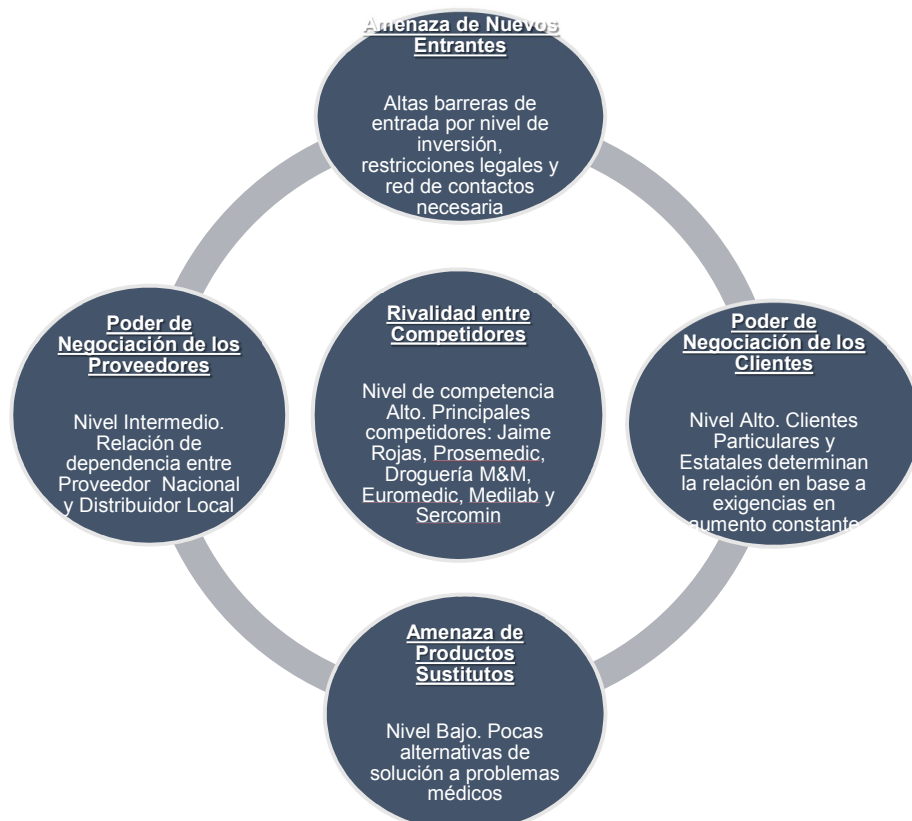 Amenaza de Nuevos
Entrantes
Altas barreras de
entrada por nivel de
inversión,
restricciones legales y
red de contactos
necesaria
Poder de
Negociación de los
Proveedores
Nivel Intermedio.
Relación de
dependencia entre
Proveedor Nacional
y Distribuidor Local
Rivalidad entre
Competidores
Nivel de competencia
Alto. Principales
competidores: Jaime
Rojas, Prosemedic,
Droguería M&M,
Euromedic, Medilab y
Sercomin
Poder de
Negociación de los
Clientes
Nivel Alto. Clientes
Particulares y
Estatales determinan
la relación en base a
exigencias en
aumento constante
Amenaza de
Productos
Sustitutos
Nivel Bajo. Pocas
alternativas de
solución a problemas
médicos